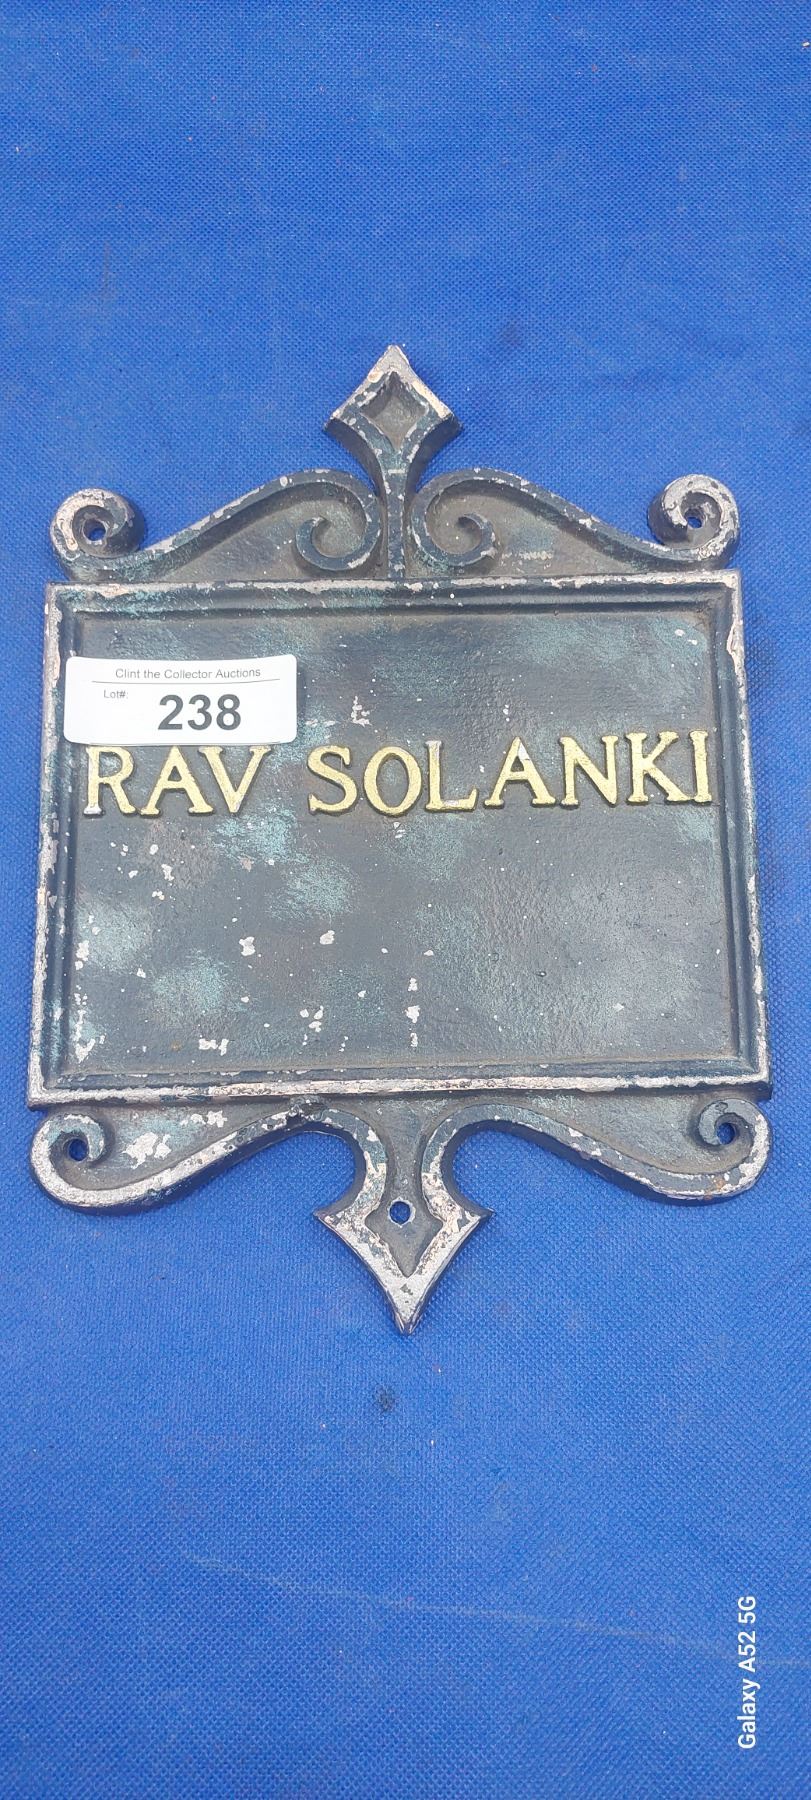 Clint the Collector Auctions
Lot#: 238
RAV SOLANKI
Galaxy A52 5G